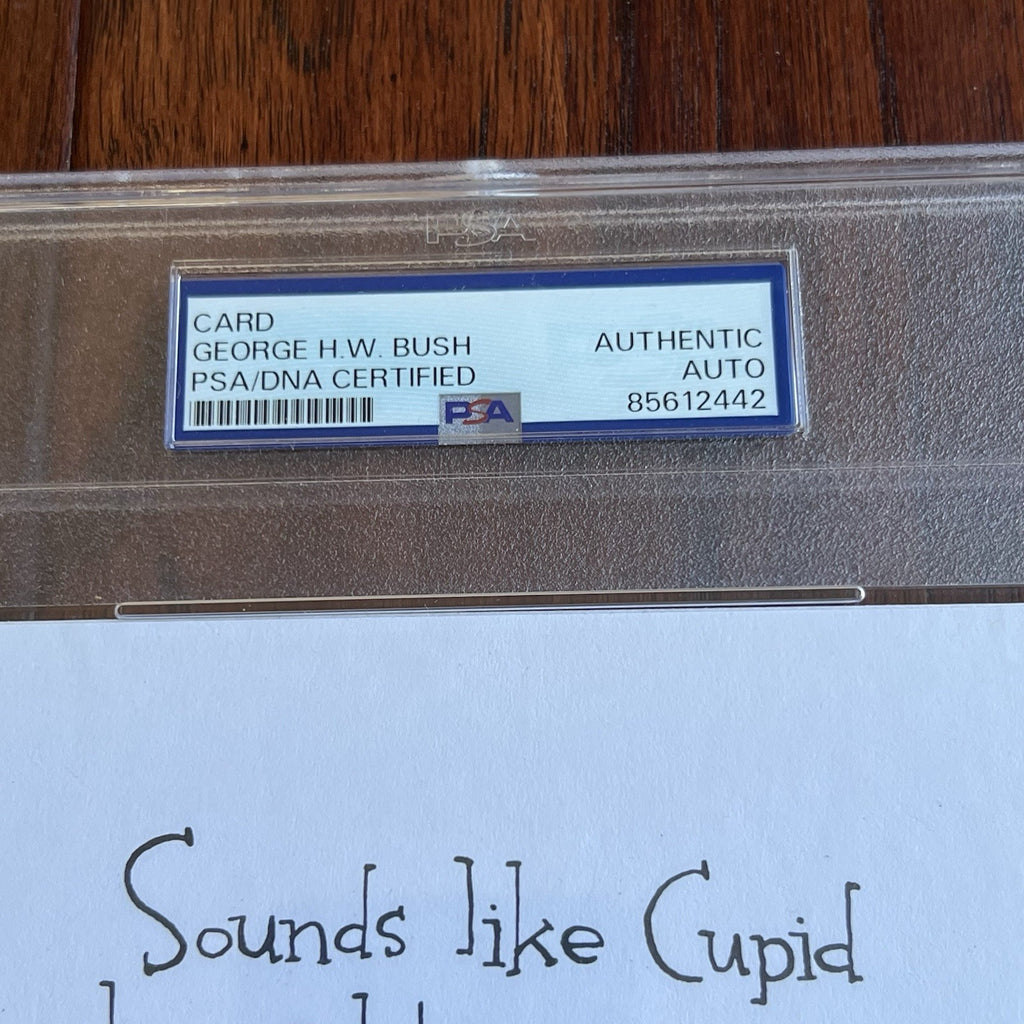 PSA
CARD
GEORGE H.W. BUSH
PSA/DNA CERTIFIED
AUTHENTIC
AUTO
85612442
PSA
Sounds like Cupid